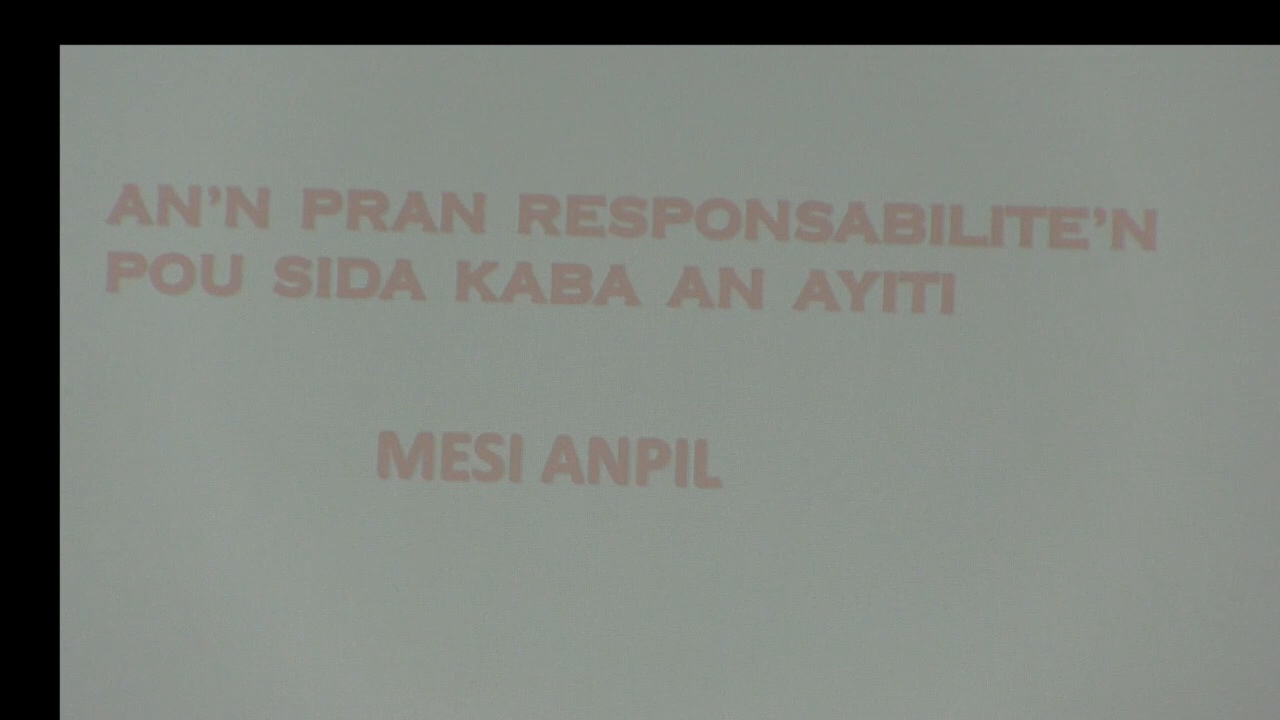 AN'N PRAN RESPONSABILITE'N
POU SIDA KABA AN AYITI
MESI ANPIL